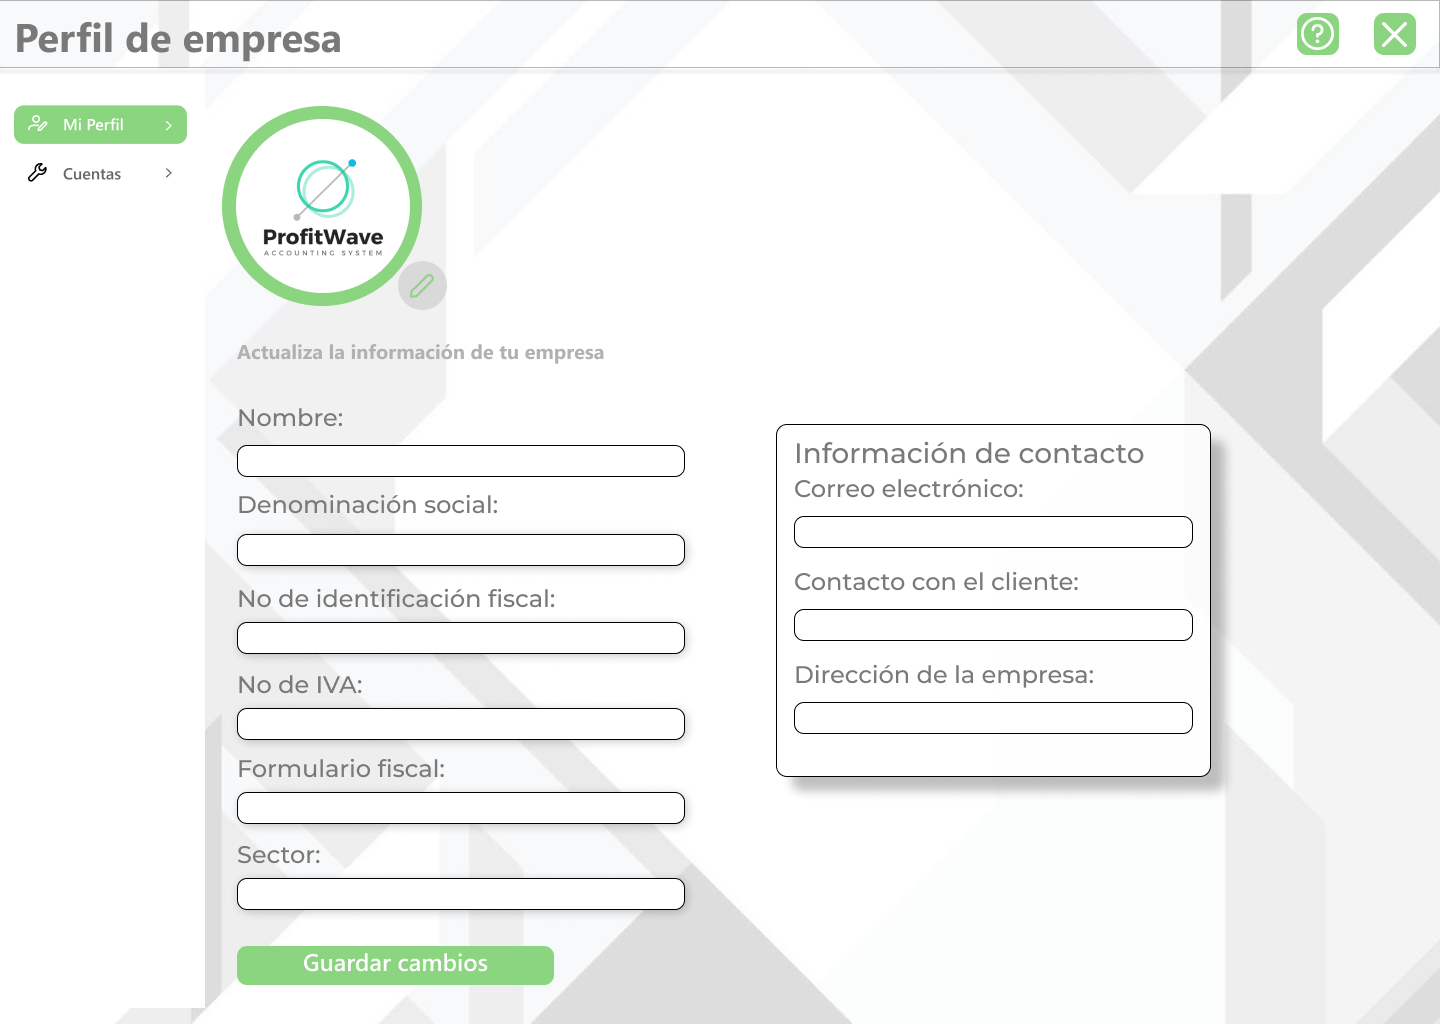 Perfil de empresa
?
Mi Perfil
Cuentas
ProfitWave
ACCOUNTING SYSTEM
Actualiza la información de tu empresa
Nombre:
Denominación social:
No de identificación fiscal:
No de IVA:
Formulario fiscal:
Sector:
Guardar cambios
Información de contacto
Correo electrónico:
Contacto con el cliente:
Dirección de la empresa: